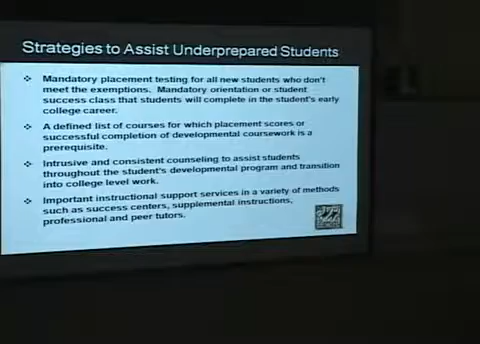 Strategies to Assist Underprepared Students
❖ Mandatory placement testing for all new students who don't
meet the exemptions. Mandatory orientation or student
success class that students will complete in the student's early
college career.
❖ A defined list of courses for which placement scores or
successful completion of developmental coursework is a
prerequisite.
❖ Intrusive and consistent counseling to assist students
throughout the student's developmental program and transition
into college level work.
❖ Important instructional support services in a variety of methods
such as success centers, supplemental instructions,
professional and peer tutors.